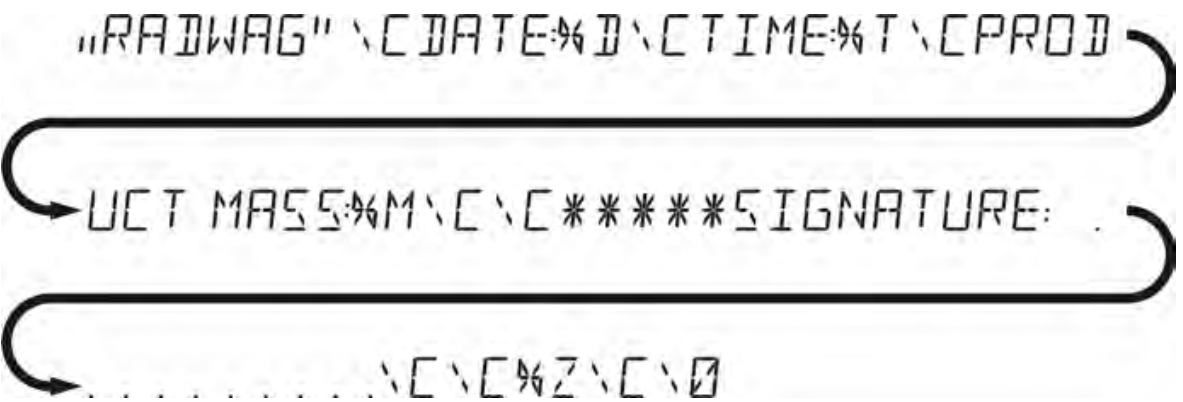 „RADWAG" \CDATE:%D\CTIME:%T\CPROD
UCT MASS:%M\C\C*****SIGNATURE: .
\C\C%Z\C\0